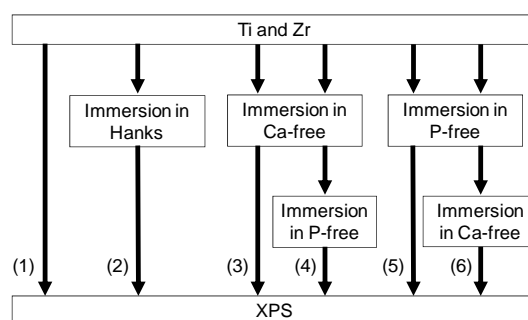 Ti and Zr
Immersion in
Hanks
Immersion in
Ca-free
Immersion in
P-free
Immersion
in P-free
Immersion
in Ca-free
(1)
(2)
(3)
(4)
(5)
(6)
XPS